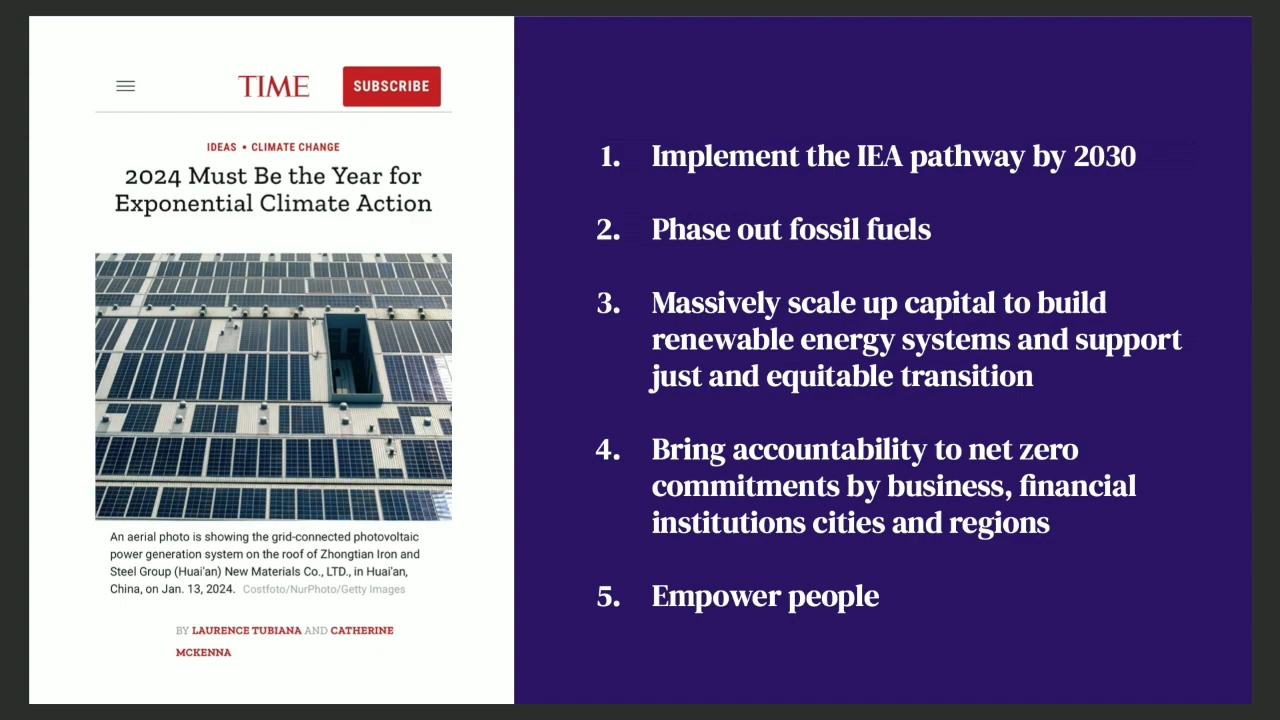 TIME
SUBSCRIBE
IDEAS • CLIMATE CHANGE
2024 Must Be the Year for
Exponential Climate Action
An aerial photo is showing the grid-connected photovoltaic
power generation system on the roof of Zhongtian Iron and
Steel Group (Huai'an) New Materials Co., LTD., in Huai'an,
China, on Jan. 13, 2024. Costfoto/NurPhoto/Getty Images
BY LAURENCE TUBIANA AND CATHERINE
MCKENNA
1. Implement the IEA pathway by 2030
2. Phase out fossil fuels
3. Massively scale up capital to build
renewable energy systems and support
just and equitable transition
4. Bring accountability to net zero
commitments by business, financial
institutions cities and regions
5. Empower people